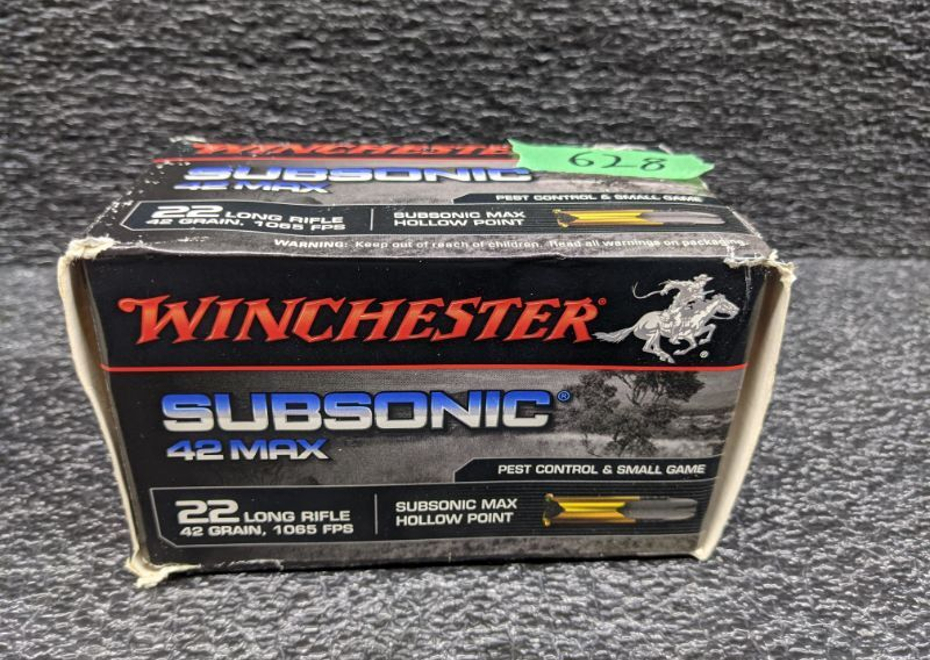 WINCHESTER
62-8
SUBSONIC
42 MAX
PEST CONTROL & SMALL GAME
22 LONG RIFLE
42 GRAIN, 1065 FPS
SUBSONIC MAX
HOLLOW POINT
WARNING: Keep out of reach of children. Read all warnings on packaging.
WINCHESTER®
SUBSONIC®
42 MAX
PEST CONTROL & SMALL GAME
22 LONG RIFLE
42 GRAIN, 1065 FPS
SUBSONIC MAX
HOLLOW POINT